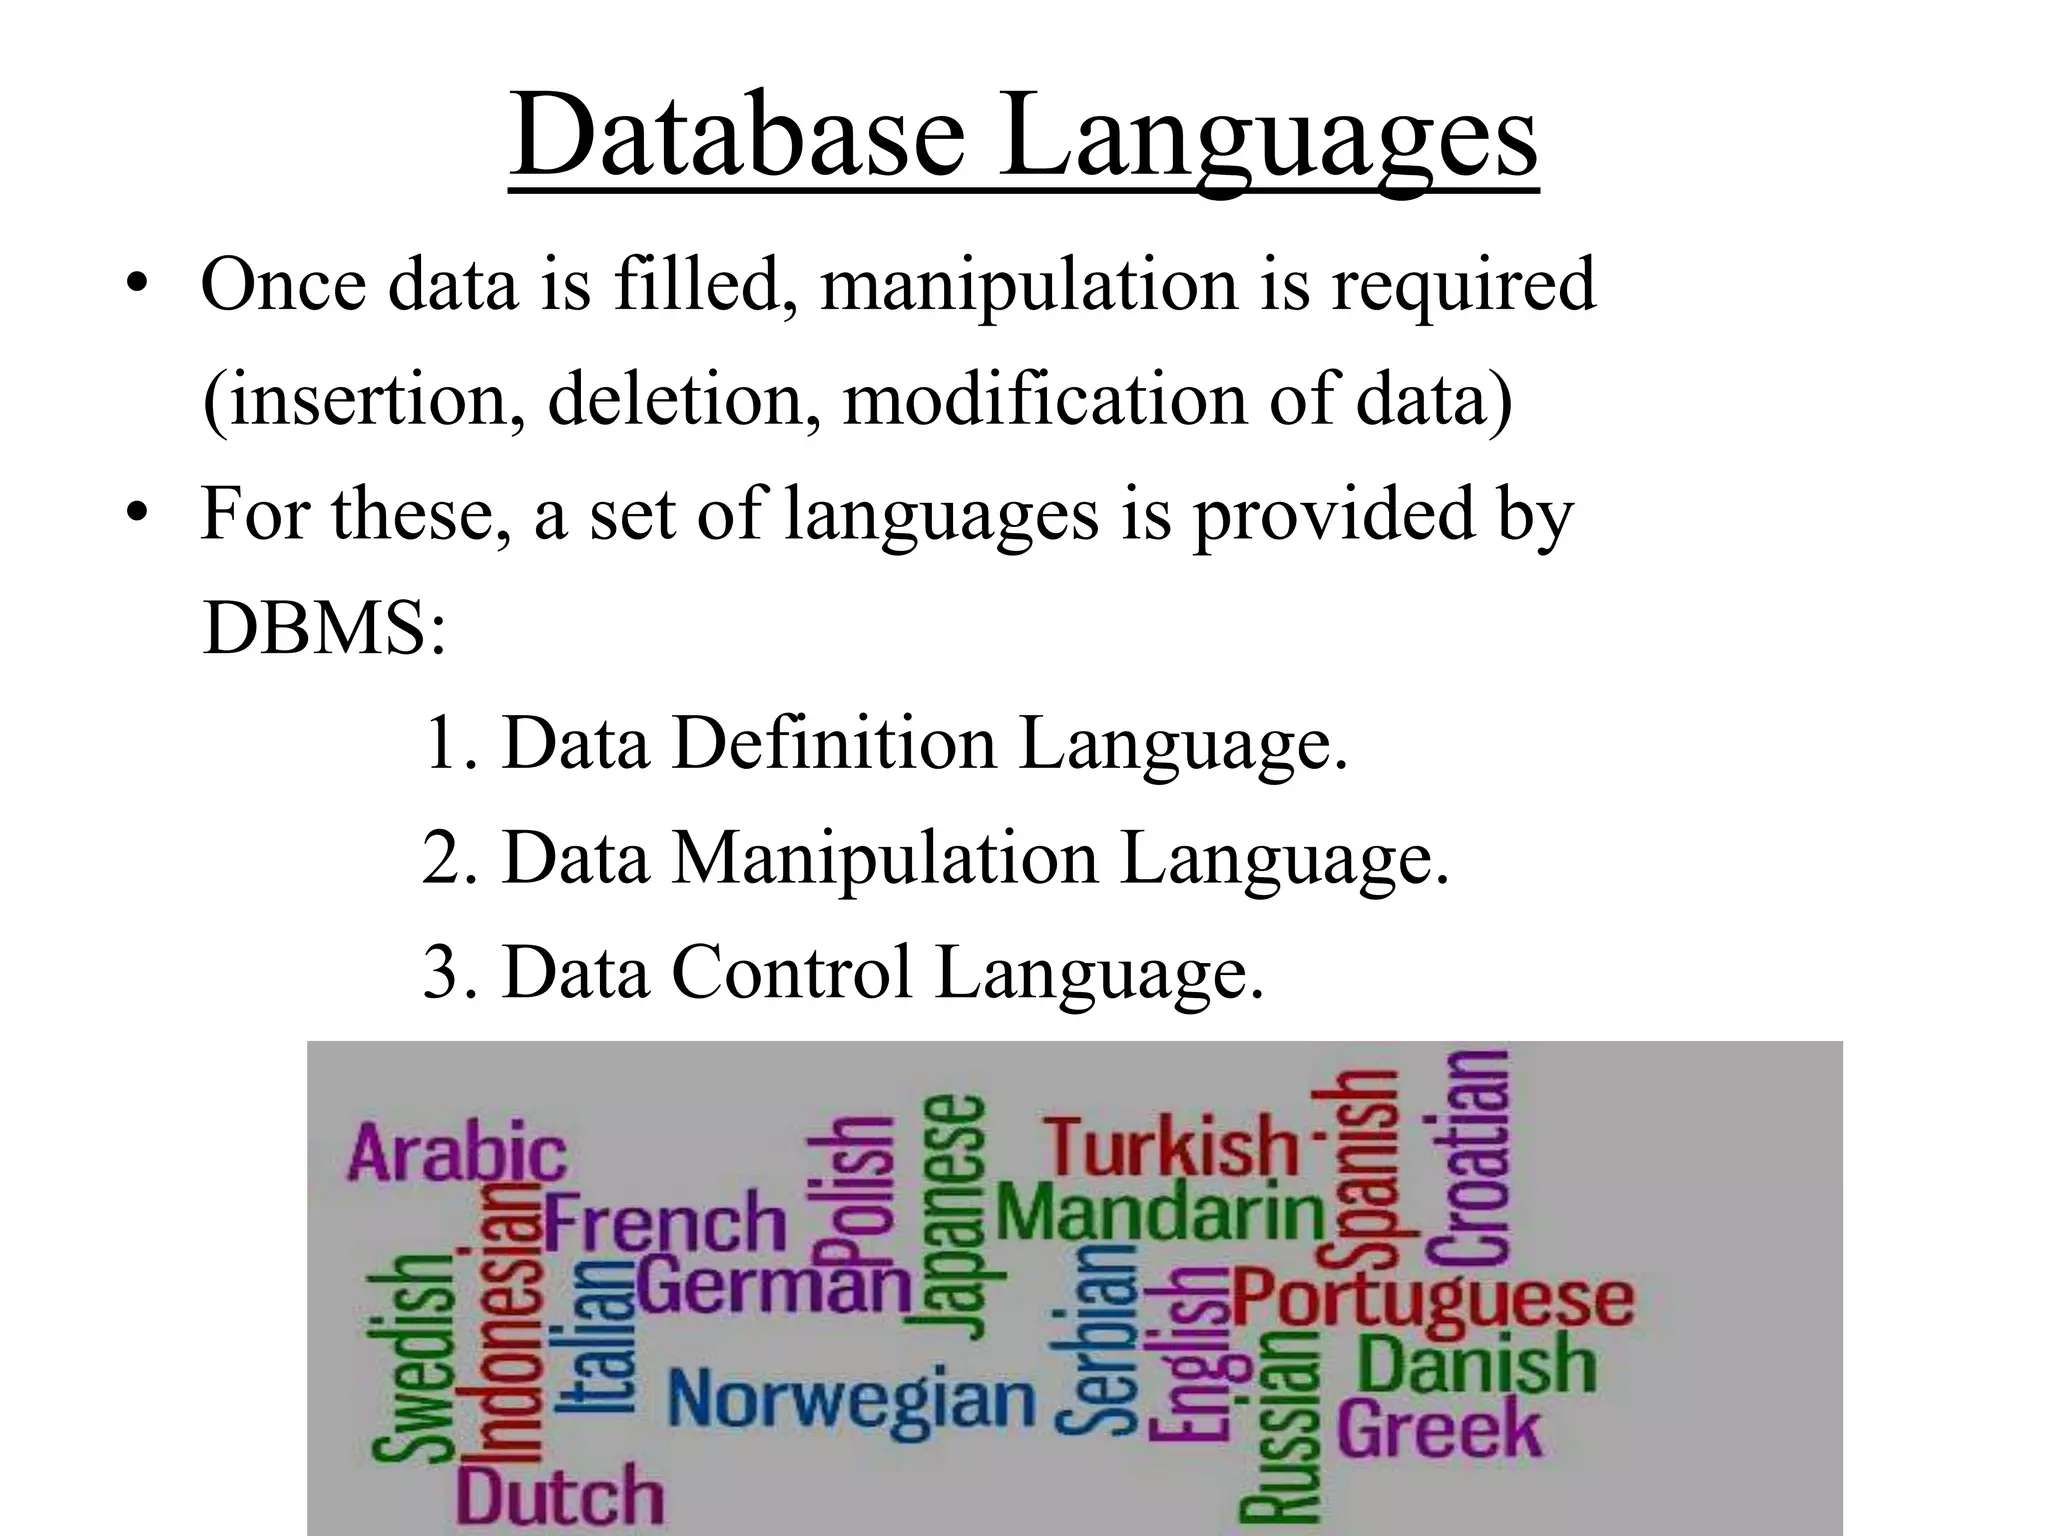 Database Languages
• Once data is filled, manipulation is required
(insertion, deletion, modification of data)
• For these, a set of languages is provided by
DBMS:
1. Data Definition Language.
2. Data Manipulation Language.
3. Data Control Language.
Arabic
Polish
Japanese
Turkish
Spanish
Croatian
French
Mandarin
Indonesian
Swedish
Italian
German
Serbian
English
Portuguese
Norwegian
Russian
Danish
Greek
Dutch